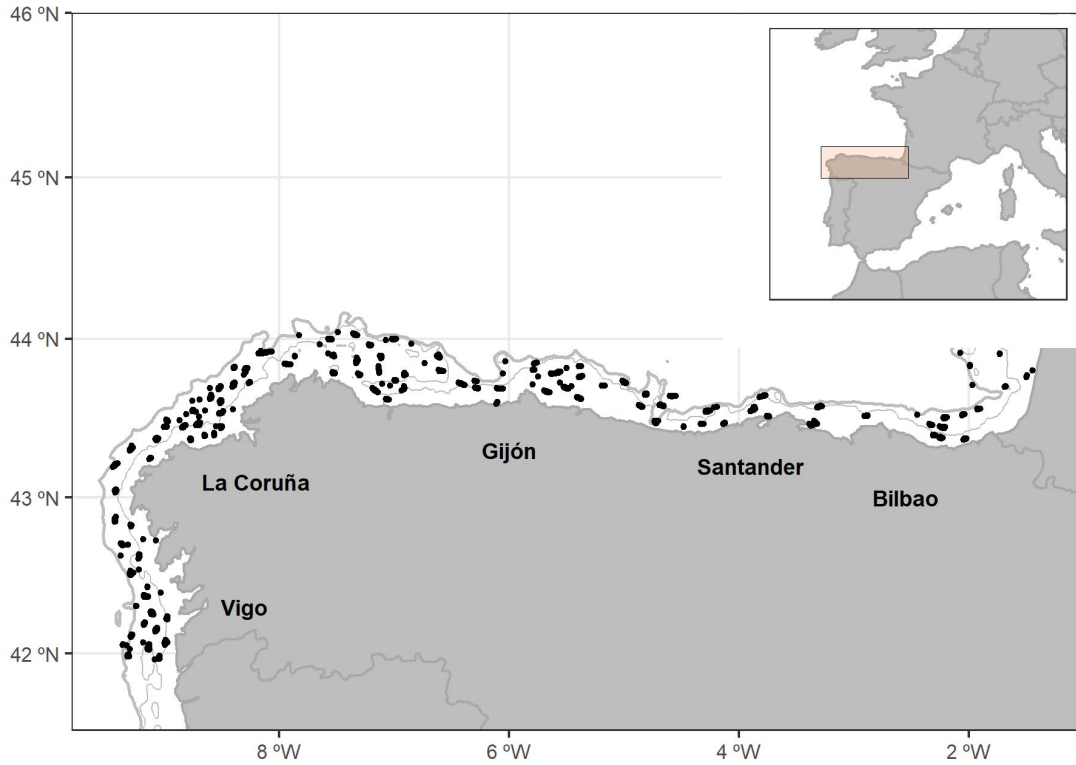 46 ºN
45 ºN
44 ºN
43 ºN
42 ºN
La Coruña
Gijón
Santander
Bilbao
Vigo
8 ºW
6 ºW
4 ºW
2 ºW